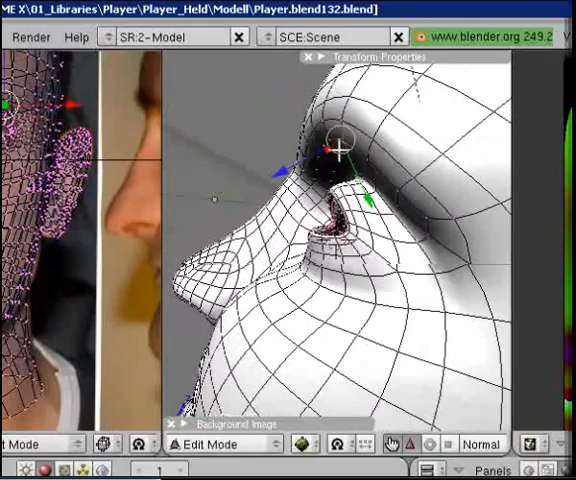 ME X\01_Libraries\Player\Player_Held\Modell\Player.blend132.blend]
Render Help SR:2-Model SCE:Scene www.blender.org 249.2
Transform Properties
Background Image
t Mode Edit Mode Normal
1 Panels